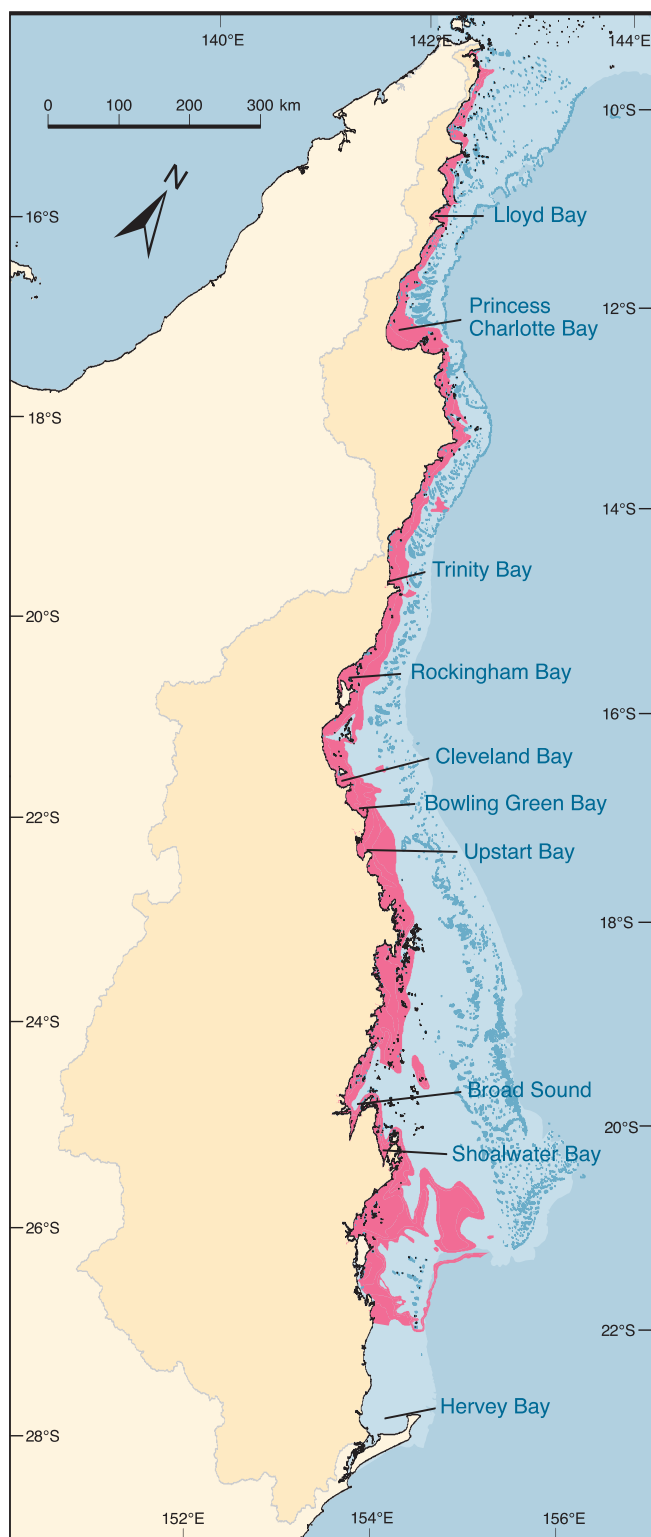 140°E
142°E
144°E
0 100 200 300 km
10°S
N
16°S
Lloyd Bay
Princess
Charlotte Bay
12°S
18°S
14°S
Trinity Bay
20°S
Rockingham Bay
16°S
Cleveland Bay
Bowling Green Bay
22°S
Upstart Bay
18°S
24°S
Broad Sound
20°S
Shoalwater Bay
26°S
22°S
Hervey Bay
28°S
152°E
154°E
156°E